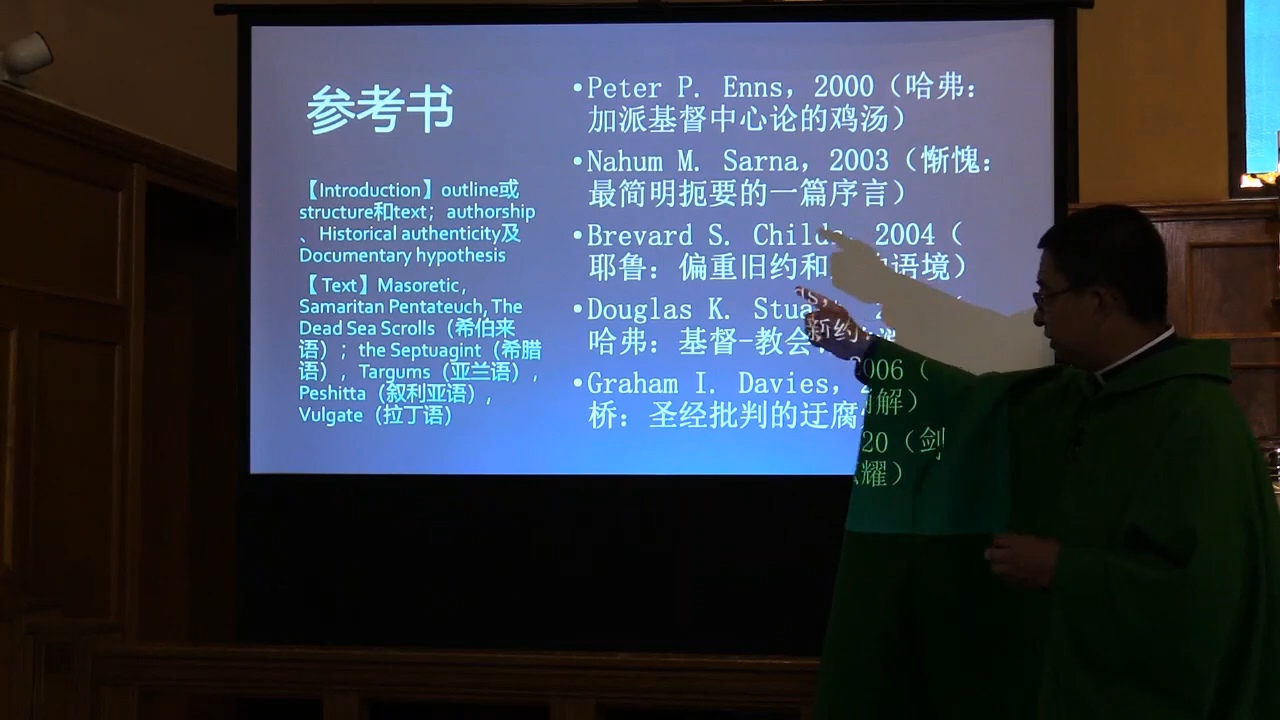 参考书
【Introduction】outline或
structure和text；authorship
、Historical authenticity及
Documentary hypothesis
【Text】Masoretic，
Samaritan Pentateuch, The
Dead Sea Scrolls（希伯来
语）；the Septuagint（希腊
语），Targums（亚兰语），
Peshitta（叙利亚语），
Vulgate（拉丁语）
•Peter P. Enns，2000（哈弗：
加派基督中心论的鸡汤）
•Nahum M. Sarna，2003（惭愧：
最简明扼要的一篇序言）
•Brevard S. Childs，2004（
耶鲁：偏重旧约和 语境）
•Douglas K. 006（
哈弗：基督-教会 新约 解）
•Graham I. Davies，20（剑
桥：圣经批判的迂腐 耀）